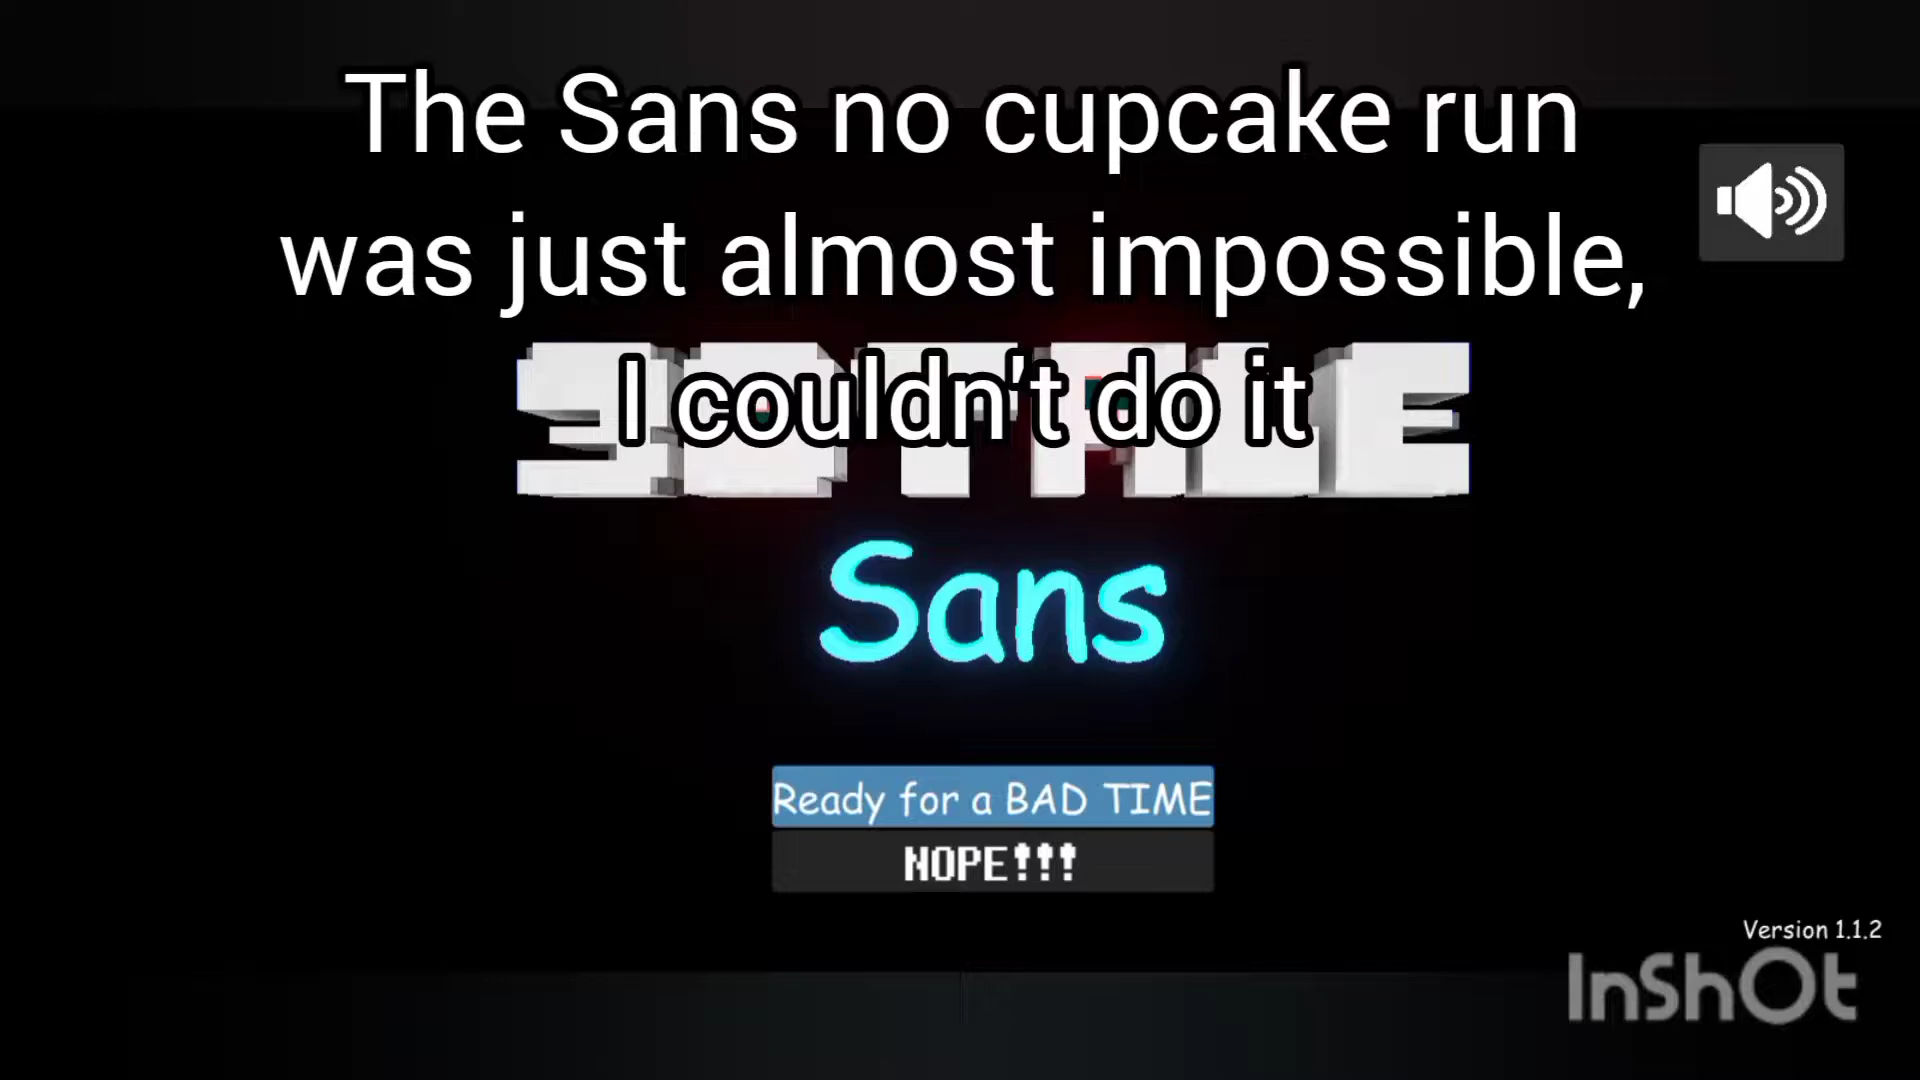 The Sans no cupcake run
was just almost impossible,
I couldn't do it
Sans
Ready for a BAD TIME
NOPE!!!
Version 1.1.2
InShOt